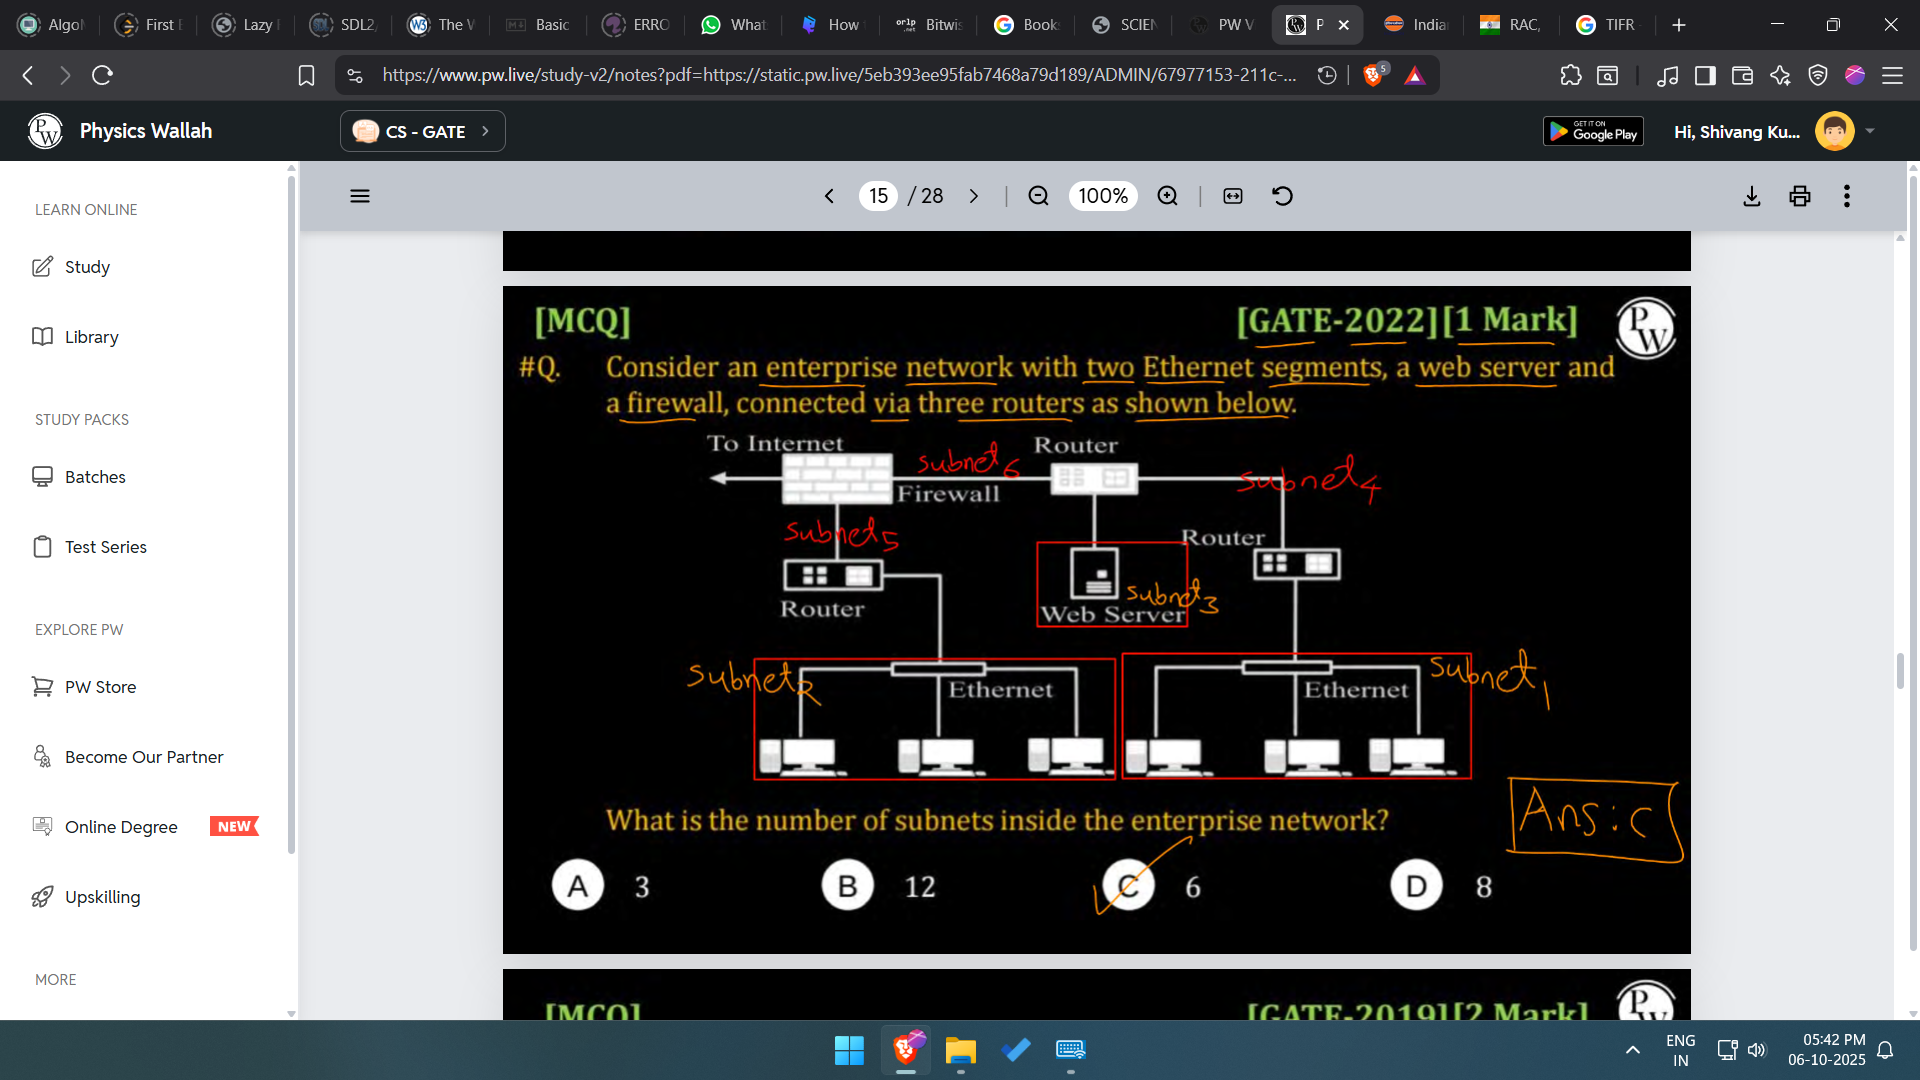 AlgoM
First E
Lazy
SDL2
The V
Basic
ERRO
What
How
Bitwis
Book
SCIEN
PW V
P
India
RAC,
TIFR
https://www.pw.live/study-v2/notes?pdf=https://static.pw.live/5eb393ee95fab7468a79d189/ADMIN/67977153-211c-...
5
Physics Wallah
CS - GATE
GET IT ON Google Play
Hi, Shivang Ku...
LEARN ONLINE
Study
Library
STUDY PACKS
Batches
Test Series
EXPLORE PW
PW Store
Become Our Partner
Online Degree NEW
Upskilling
MORE
15 / 28
100%
[MCQ] [GATE-2022][1 Mark]
#Q. Consider an enterprise network with two Ethernet segments, a web server and
a firewall, connected via three routers as shown below.
To Internet
subnet6
Router
Firewall
subnet4
subnet5
Router
subnet3
Router
Web Server
subnet2
Ethernet
Ethernet
subnet1
What is the number of subnets inside the enterprise network?
Ans: C
A 3
B 12
C 6
D 8
[MCQ] [GATE-2019][2 Mark]
ENG
IN
05:42 PM
06-10-2025